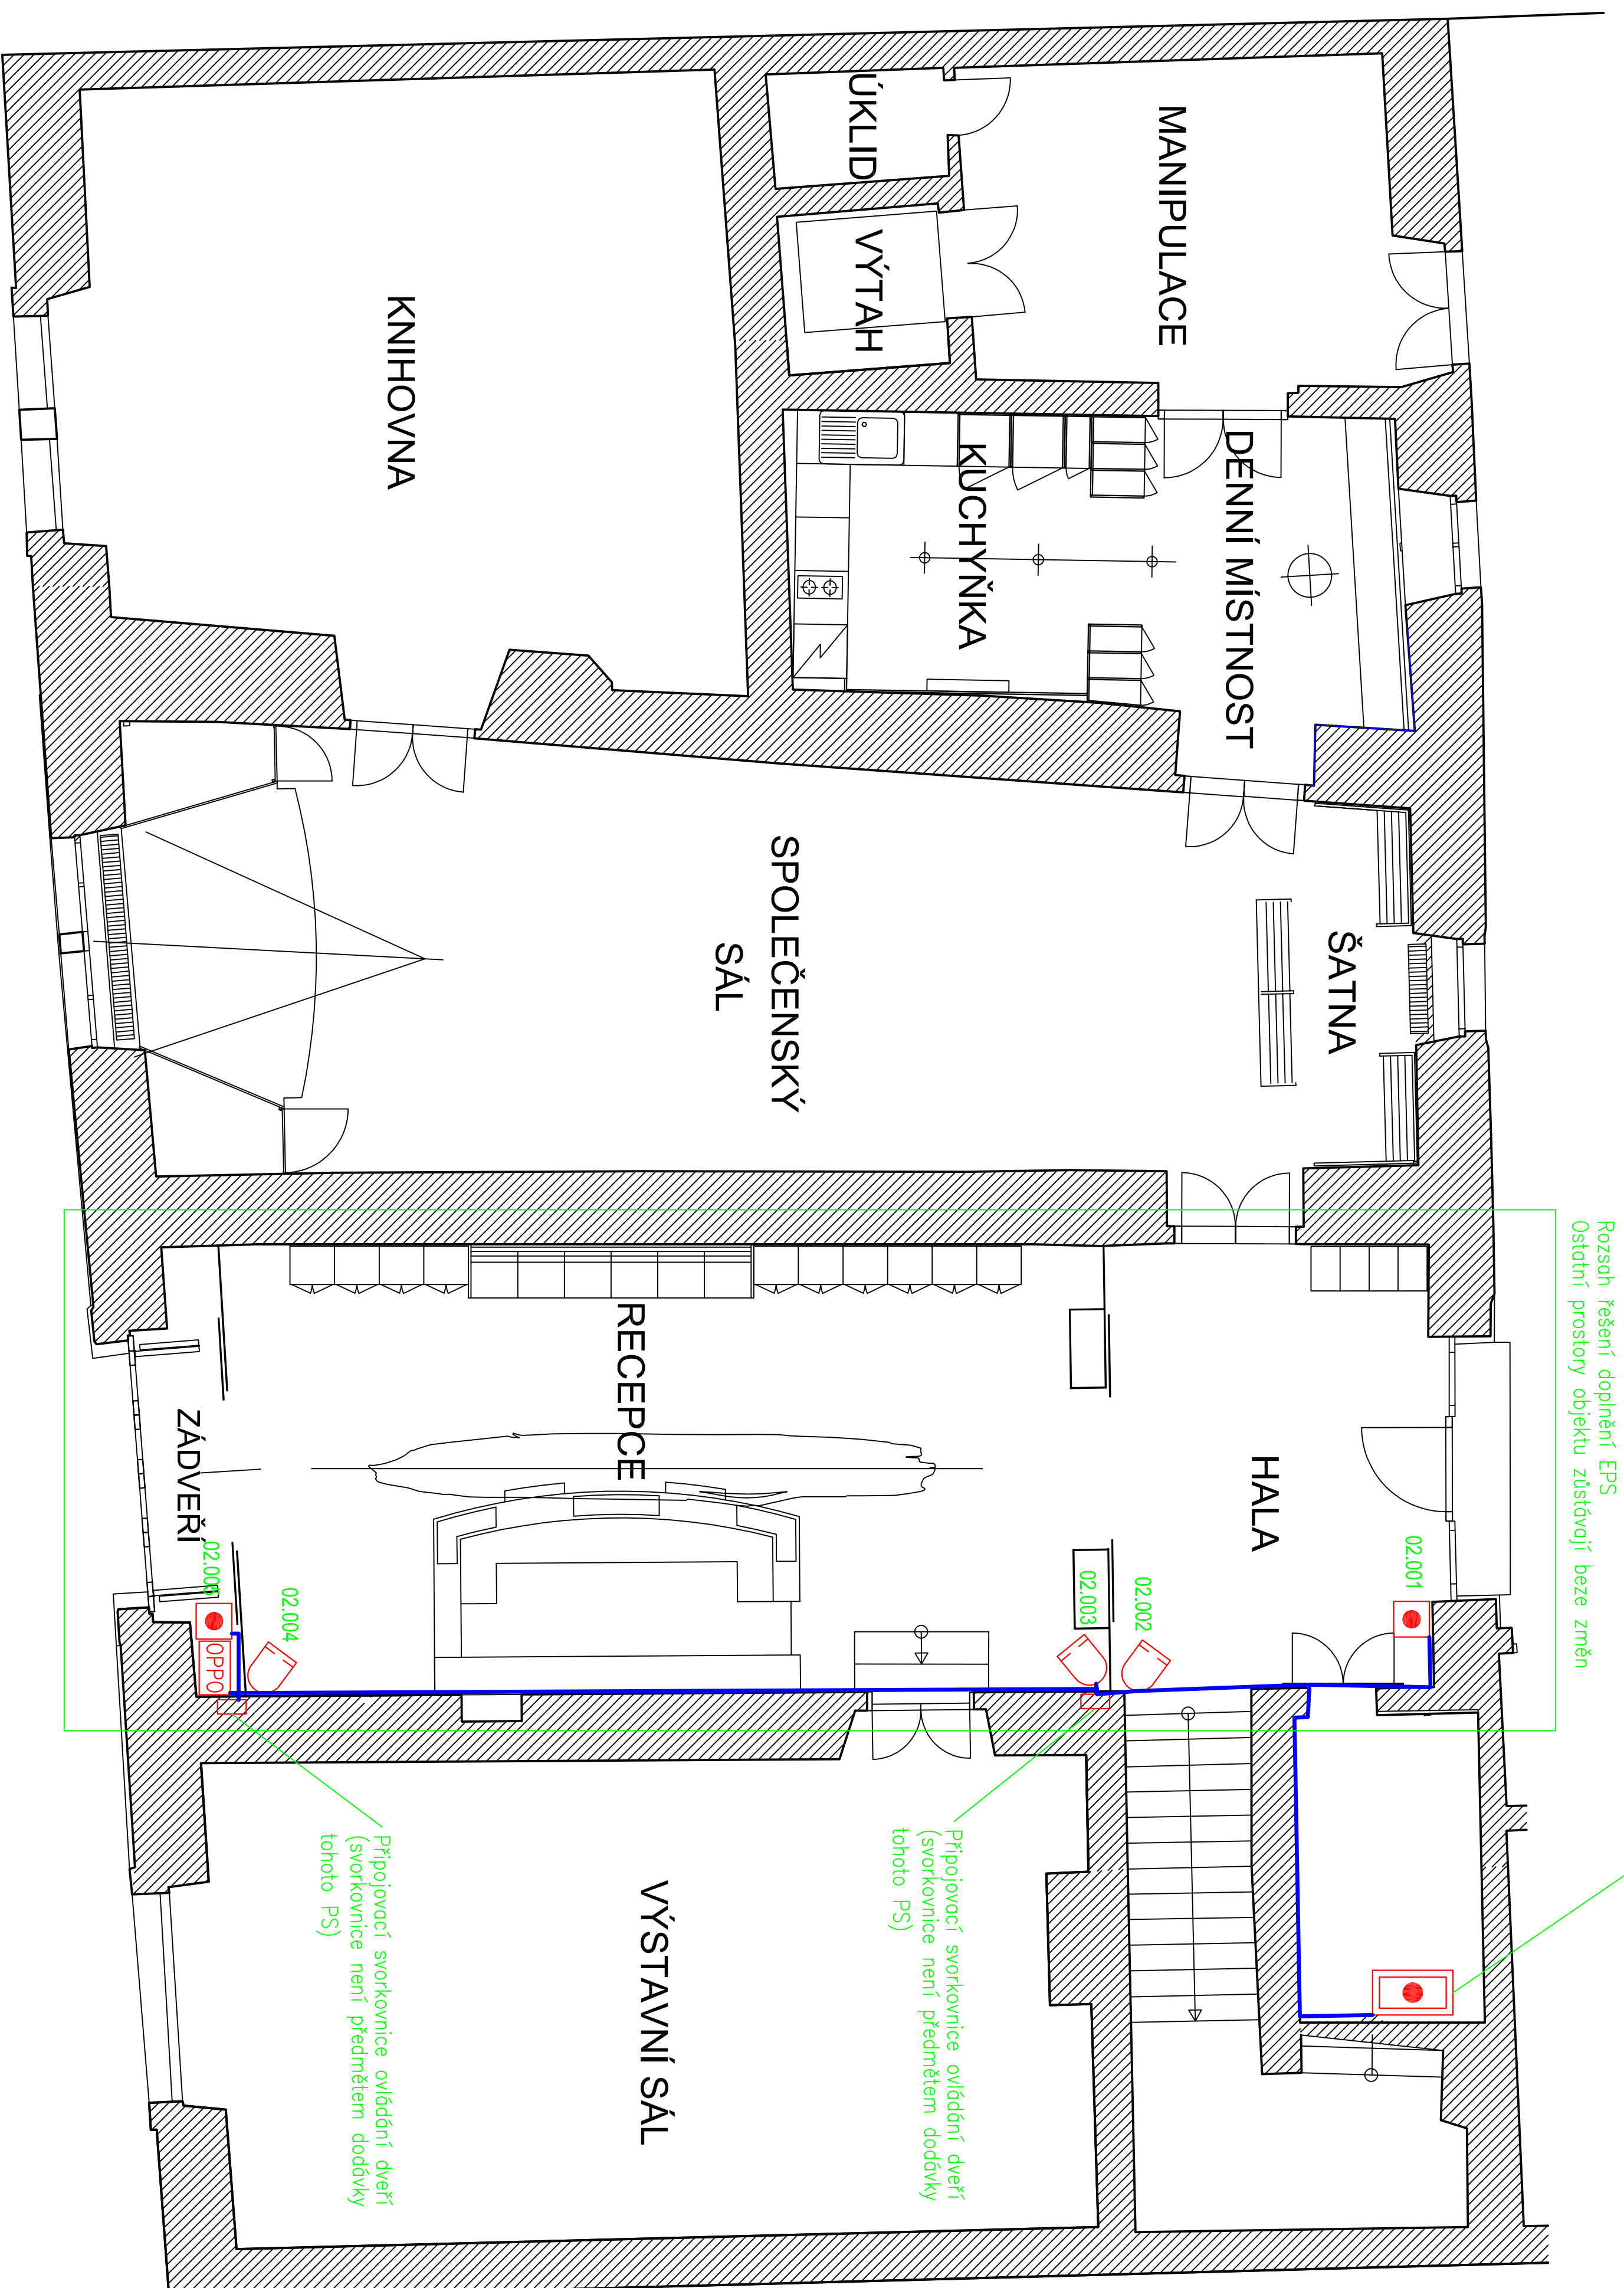 Rozsah řešení doplnění EPS
Ostatní prostory objektu zůstávají beze změn
02.001
ŠATNA
HALA
DENNÍ MÍSTNOST
MANIPULACE
02.002
02.003
KUCHYŇKA
Připojovací svorkovnice ovládání dveří
(svorkovnice není předmětem dodávky
tohoto PS)
ÚKLID
VÝTAH
SPOLEČENSKÝ
SÁL
VÝSTAVNÍ SÁL
RECEPCE
KNIHOVNA
Připojovací svorkovnice ovládání dveří
(svorkovnice není předmětem dodávky
tohoto PS)
02.004
02.005
OPPO
ZÁDVEŘÍ